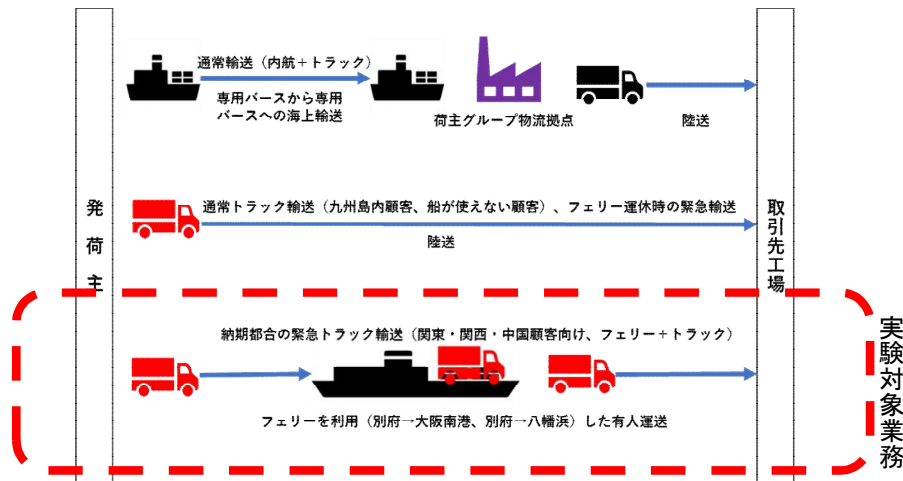 通常輸送（内航＋トラック）
専用バースから専用
バースへの海上輸送
荷主グループ物流拠点
陸送
発荷主
通常トラック輸送（九州島内顧客、船が使えない顧客）、フェリー運休時の緊急輸送
陸送
取引先工場
納期都合の緊急トラック輸送（関東・関西・中国顧客向け、フェリー＋トラック）
フェリーを利用（別府→大阪南港、別府→八幡浜）した有人運送
実験対象業務